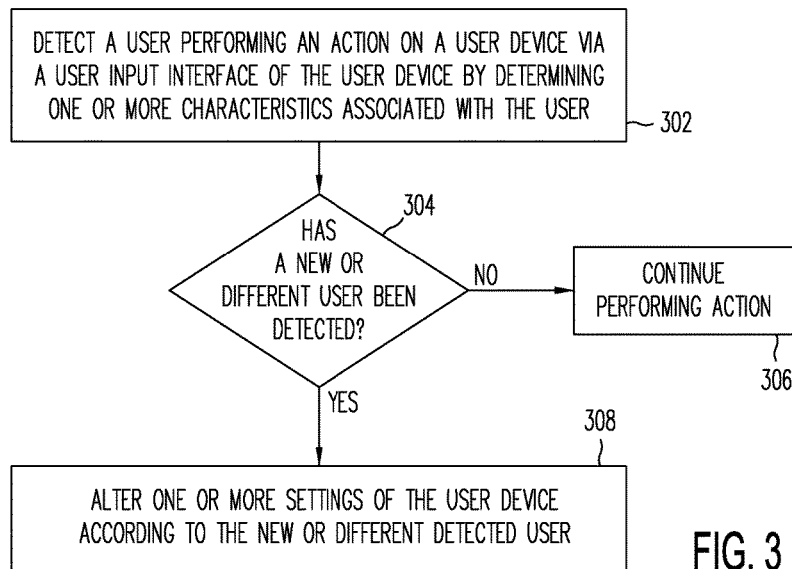 DETECT A USER PERFORMING AN ACTION ON A USER DEVICE VIA
A USER INPUT INTERFACE OF THE USER DEVICE BY DETERMINING
ONE OR MORE CHARACTERISTICS ASSOCIATED WITH THE USER
302
304
HAS
A NEW OR
DIFFERENT USER BEEN
DETECTED?
NO
CONTINUE
PERFORMING ACTION
306
YES
308
ALTER ONE OR MORE SETTINGS OF THE USER DEVICE
ACCORDING TO THE NEW OR DIFFERENT DETECTED USER
FIG. 3